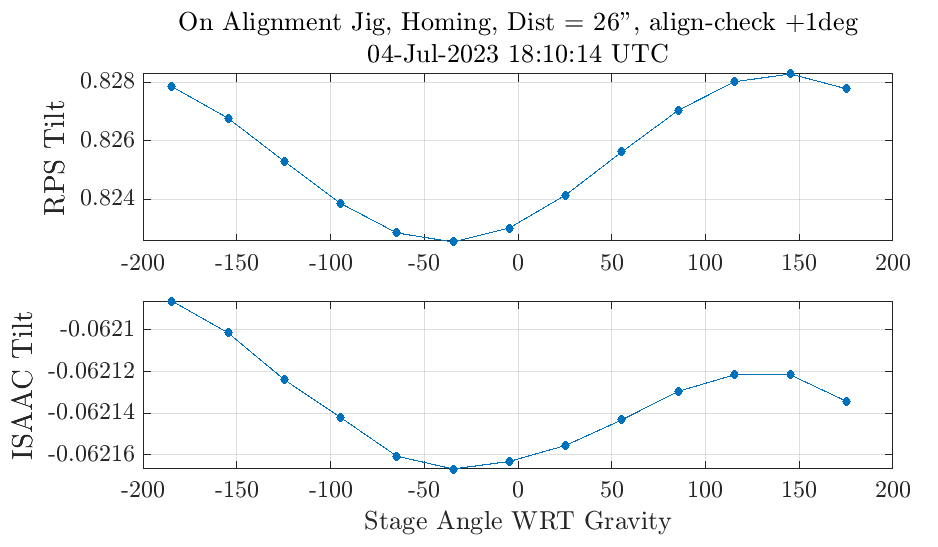 On Alignment Jig, Homing, Dist = 26”, align-check +1deg
04-Jul-2023 18:10:14 UTC
RPS Tilt
0.828
0.826
0.824
-200 -150 -100 -50 0 50 100 150 200
ISAAC Tilt
-0.0621
-0.06212
-0.06214
-0.06216
-200 -150 -100 -50 0 50 100 150 200
Stage Angle WRT Gravity